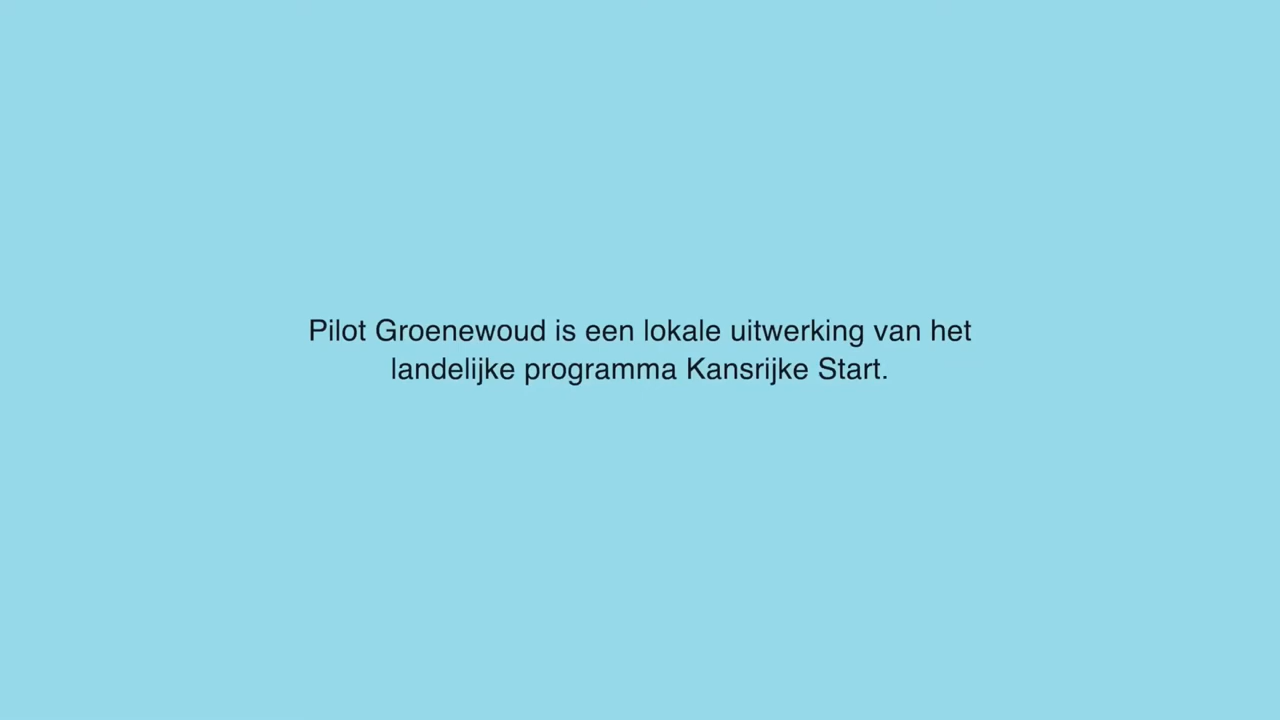 Pilot Groenewoud is een lokale uitwerking van het
landelijke programma Kansrijke Start.